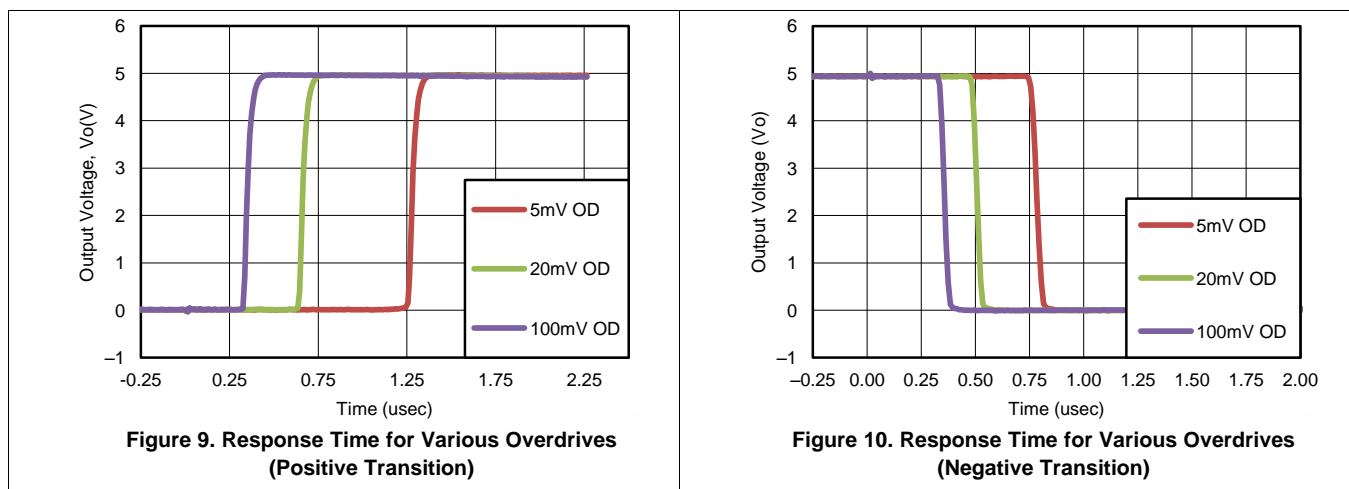 6
5
4
3
2
1
0
–1
Output Voltage, Vo(V)
5mV OD
20mV OD
100mV OD
-0.25 0.25 0.75 1.25 1.75 2.25
Time (usec)
Figure 9. Response Time for Various Overdrives
(Positive Transition)
6
5
4
3
2
1
0
–1
Output Voltage (Vo)
5mV OD
20mV OD
100mV OD
–0.25 0.00 0.25 0.50 0.75 1.00 1.25 1.50 1.75 2.00
Time (usec)
Figure 10. Response Time for Various Overdrives
(Negative Transition)